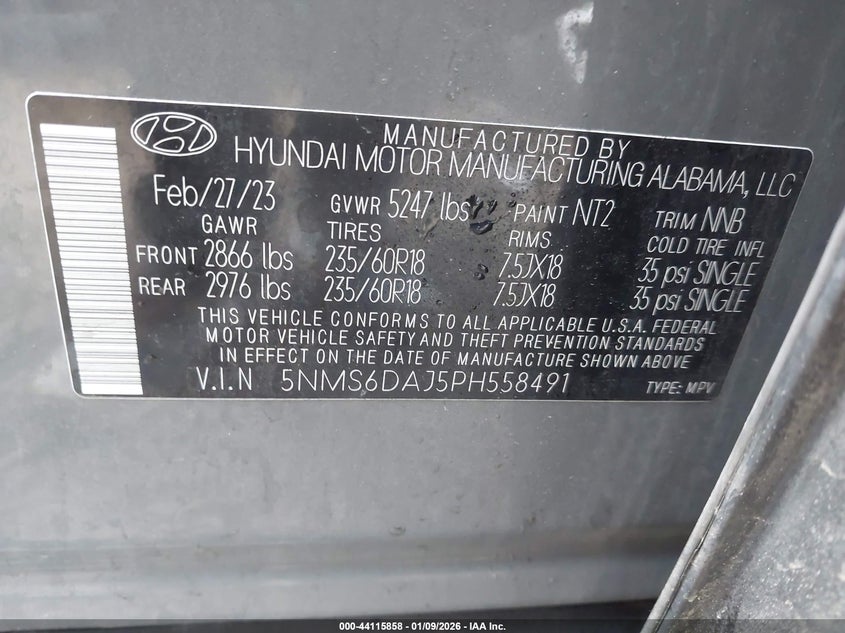 MANUFACTURED BY
HYUNDAI MOTOR MANUFACTURING ALABAMA, LLC
Feb/27/23 GVWR 5247 lbs PAINT NT2 TRIM NNB
GAWR TIRES RIMS COLD TIRE INFL
FRONT 2866 lbs 235/60R18 7.5JX18 35 psi SINGLE
REAR 2976 lbs 235/60R18 7.5JX18 35 psi SINGLE
THIS VEHICLE CONFORMS TO ALL APPLICABLE U.S.A. FEDERAL
MOTOR VEHICLE SAFETY AND THEFT PREVENTION STANDARDS
IN EFFECT ON THE DATE OF MANUFACTURE SHOWN ABOVE
V.I.N 5NMS6DAJ5PH558491 TYPE: MPV
000-44115858 - 01/09/2026 - IAA Inc.